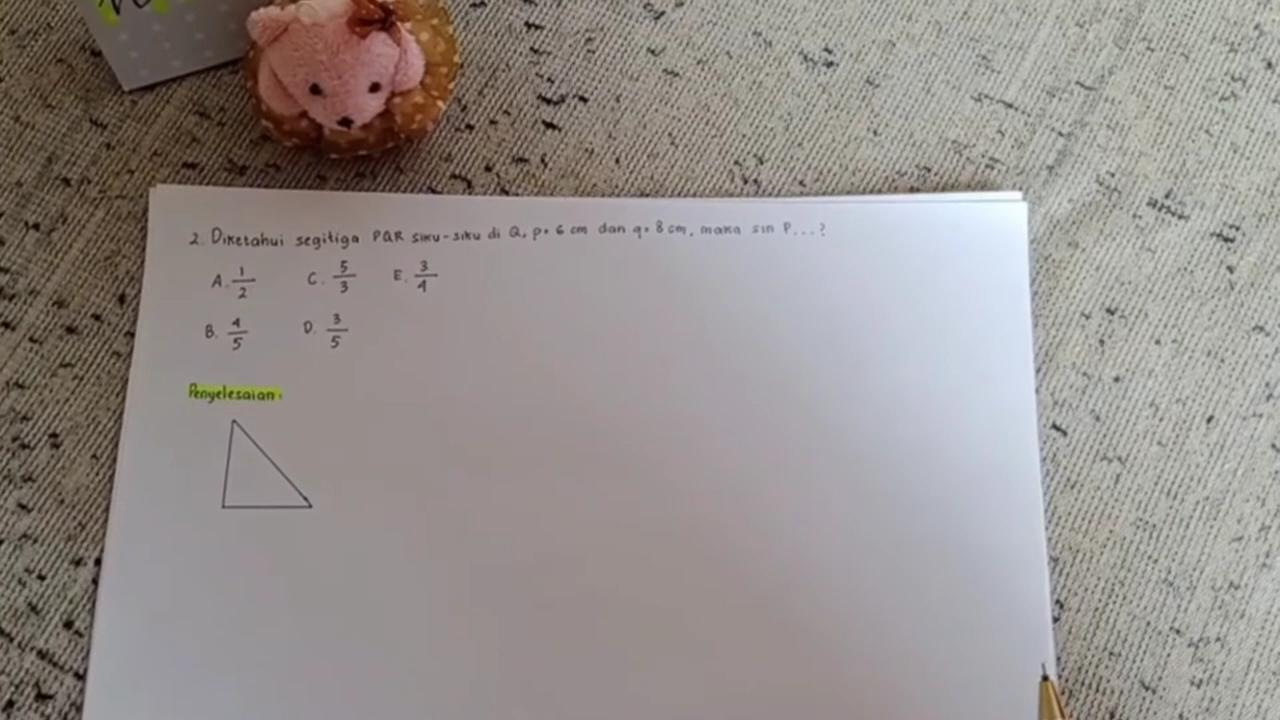 2. Diketahui segitiga PQR siku-siku di Q, p = 6 cm dan q = 8 cm, maka sin P...?
A. 1/2 C. 5/3 E. 3/4
B. 4/5 D. 3/5
Penyelesaian: